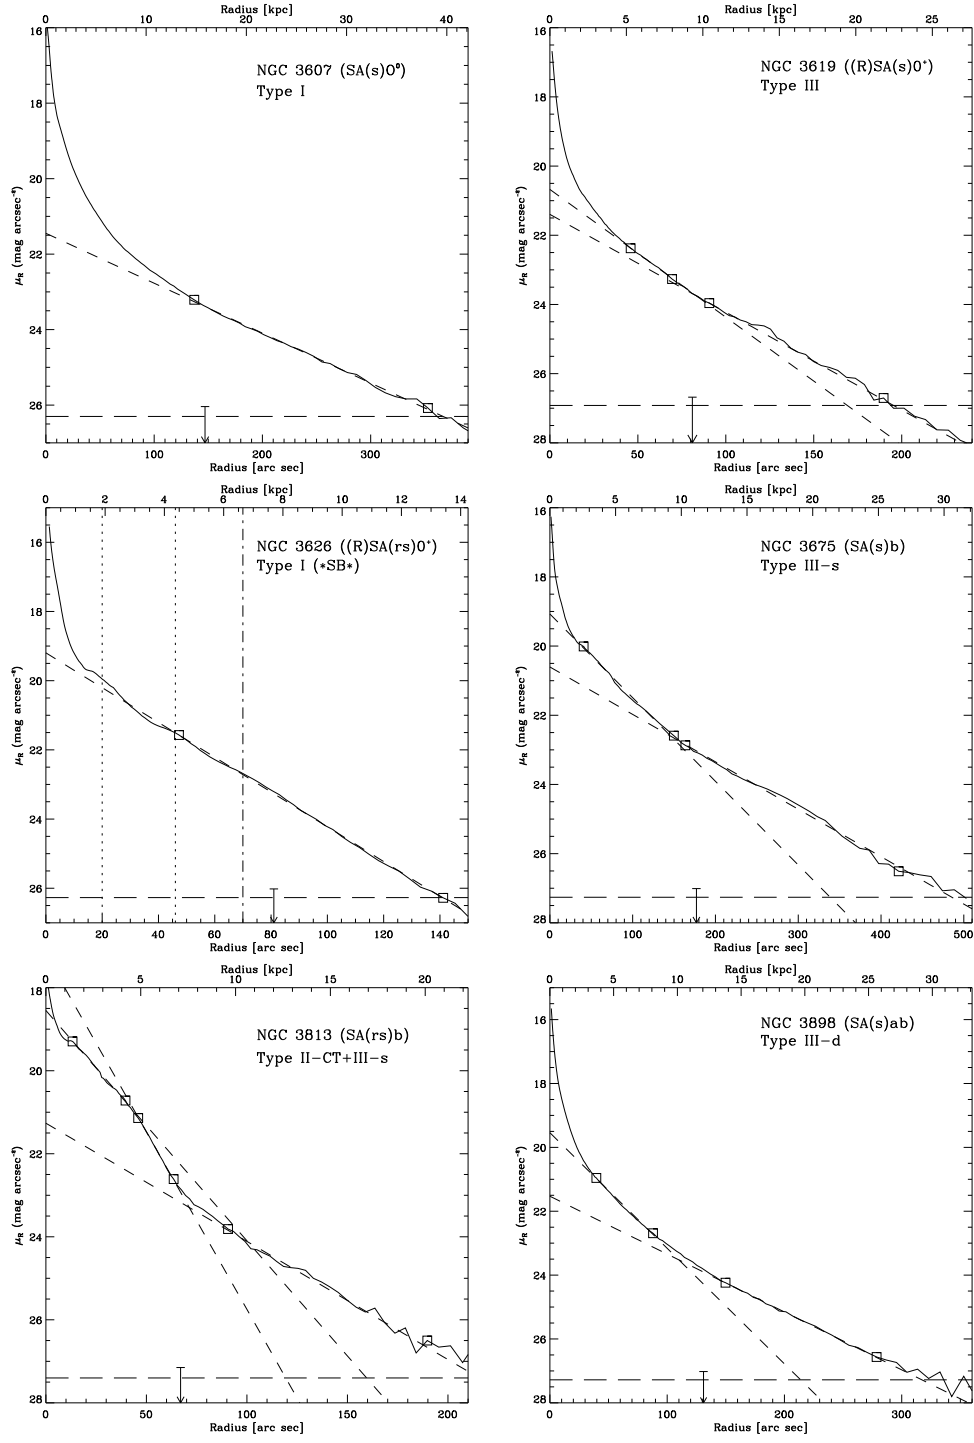 Radius [kpc]
0 10 20 30 40
NGC 3607 (SA(s)0⁰)
Type I
μR (mag arcsec⁻²)
16
18
20
22
24
26
0 100 200 300
Radius [arc sec]
Radius [kpc]
0 5 10 15 20 25
NGC 3619 ((R)SA(s)0⁺)
Type III
μR (mag arcsec⁻²)
16
18
20
22
24
26
28
0 50 100 150 200
Radius [arc sec]
Radius [kpc]
0 2 4 6 8 10 12 14
NGC 3626 ((R)SA(rs)0⁺)
Type I (*SB*)
μR (mag arcsec⁻²)
16
18
20
22
24
26
0 20 40 60 80 100 120 140
Radius [arc sec]
Radius [kpc]
0 5 10 15 20 25 30
NGC 3675 (SA(s)b)
Type III-s
μR (mag arcsec⁻²)
16
18
20
22
24
26
28
0 100 200 300 400 500
Radius [arc sec]
Radius [kpc]
0 5 10 15 20
NGC 3813 (SA(rs)b)
Type II-CT+III-s
μR (mag arcsec⁻²)
18
20
22
24
26
28
0 50 100 150 200
Radius [arc sec]
Radius [kpc]
0 5 10 15 20 25 30
NGC 3898 (SA(s)ab)
Type III-d
μR (mag arcsec⁻²)
16
18
20
22
24
26
28
0 100 200 300
Radius [arc sec]